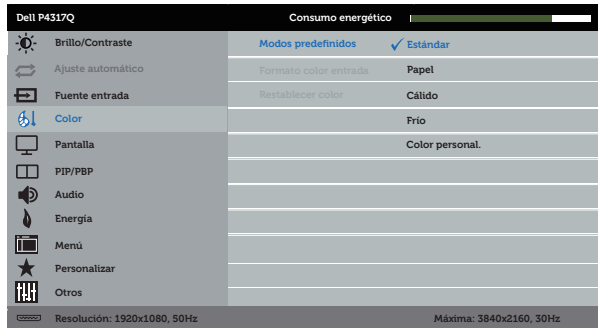 Dell P4317Q Consumo energético
Brillo/Contraste Modos predefinidos Estándar
Ajuste automático Formato color entrada Papel
Fuente entrada Restablecer color Cálido
Color Frío
Pantalla Color personal.
PIP/PBP
Audio
Energía
Menú
Personalizar
Otros
Resolución: 1920x1080, 50Hz Máxima: 3840x2160, 30Hz